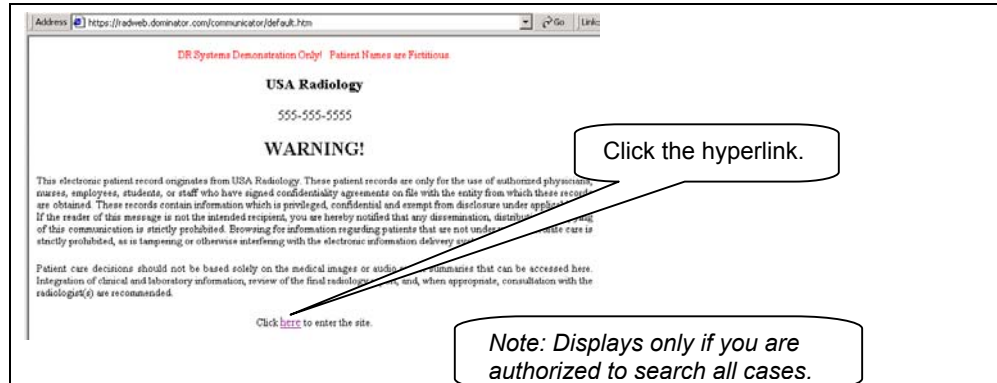 Address https://radweb.dominator.com/communicator/default.htm Go Links
DR Systems Demonstration Only! Patient Names are Fictitious
USA Radiology
555-555-5555
WARNING!
Click the hyperlink.
This electronic patient record originates from USA Radiology. These patient records are only for the use of authorized physicians,
nurses, employees, students, or staff who have signed confidentiality agreements on file with the entity from which these records
are obtained. These records contain information which is privileged, confidential and exempt from disclosure under
If the reader of this message is not the intended recipient, you are hereby notified that any dissemination,
of this communication is strictly prohibited. Browsing for information regarding patients that are not under care is
strictly prohibited, as is tampering or otherwise interfering with the electronic information delivery
Patient care decisions should not be based solely on the medical images or audio summaries that can be accessed here.
Integration of clinical and laboratory information, review of the final radiology and, when appropriate, consultation with the
radiologist(s) are recommended.
Click here to enter the site.
Note: Displays only if you are
authorized to search all cases.